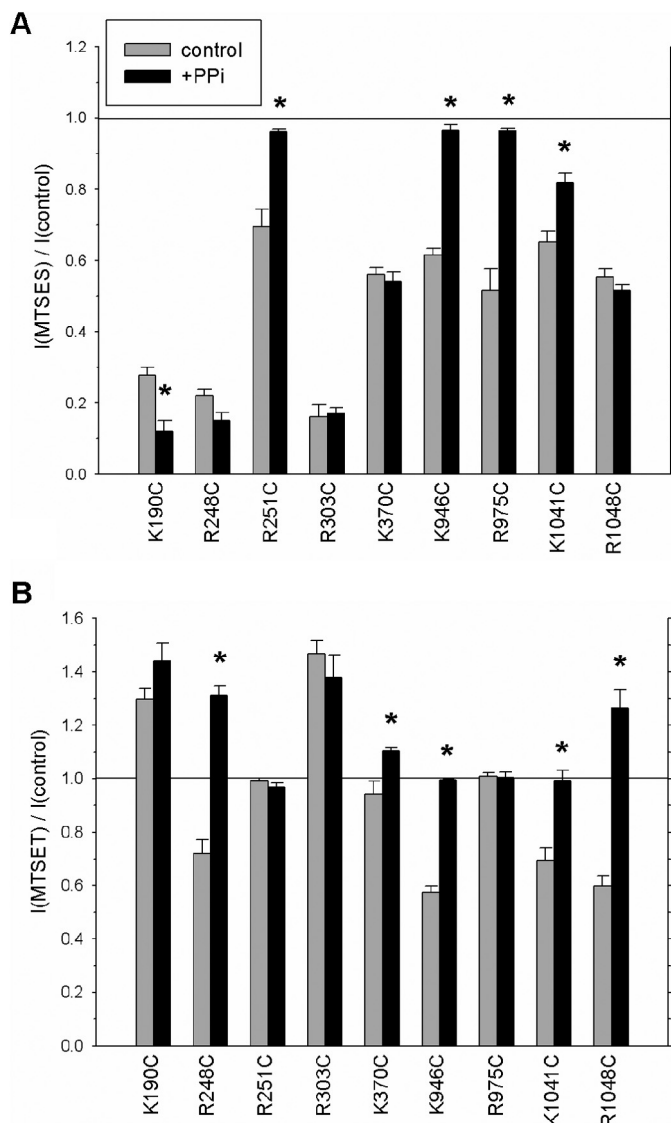 A
control
+PPi
1.2
1.0
0.8
0.6
0.4
0.2
0.0
I(MTSES) / I(control)
*
*
*
*
*
K190C
R248C
R251C
R303C
K370C
K946C
R975C
K1041C
R1048C
B
1.6
1.4
1.2
1.0
0.8
0.6
0.4
0.2
0.0
I(MTSET) / I(control)
*
*
*
*
*
K190C
R248C
R251C
R303C
K370C
K946C
R975C
K1041C
R1048C